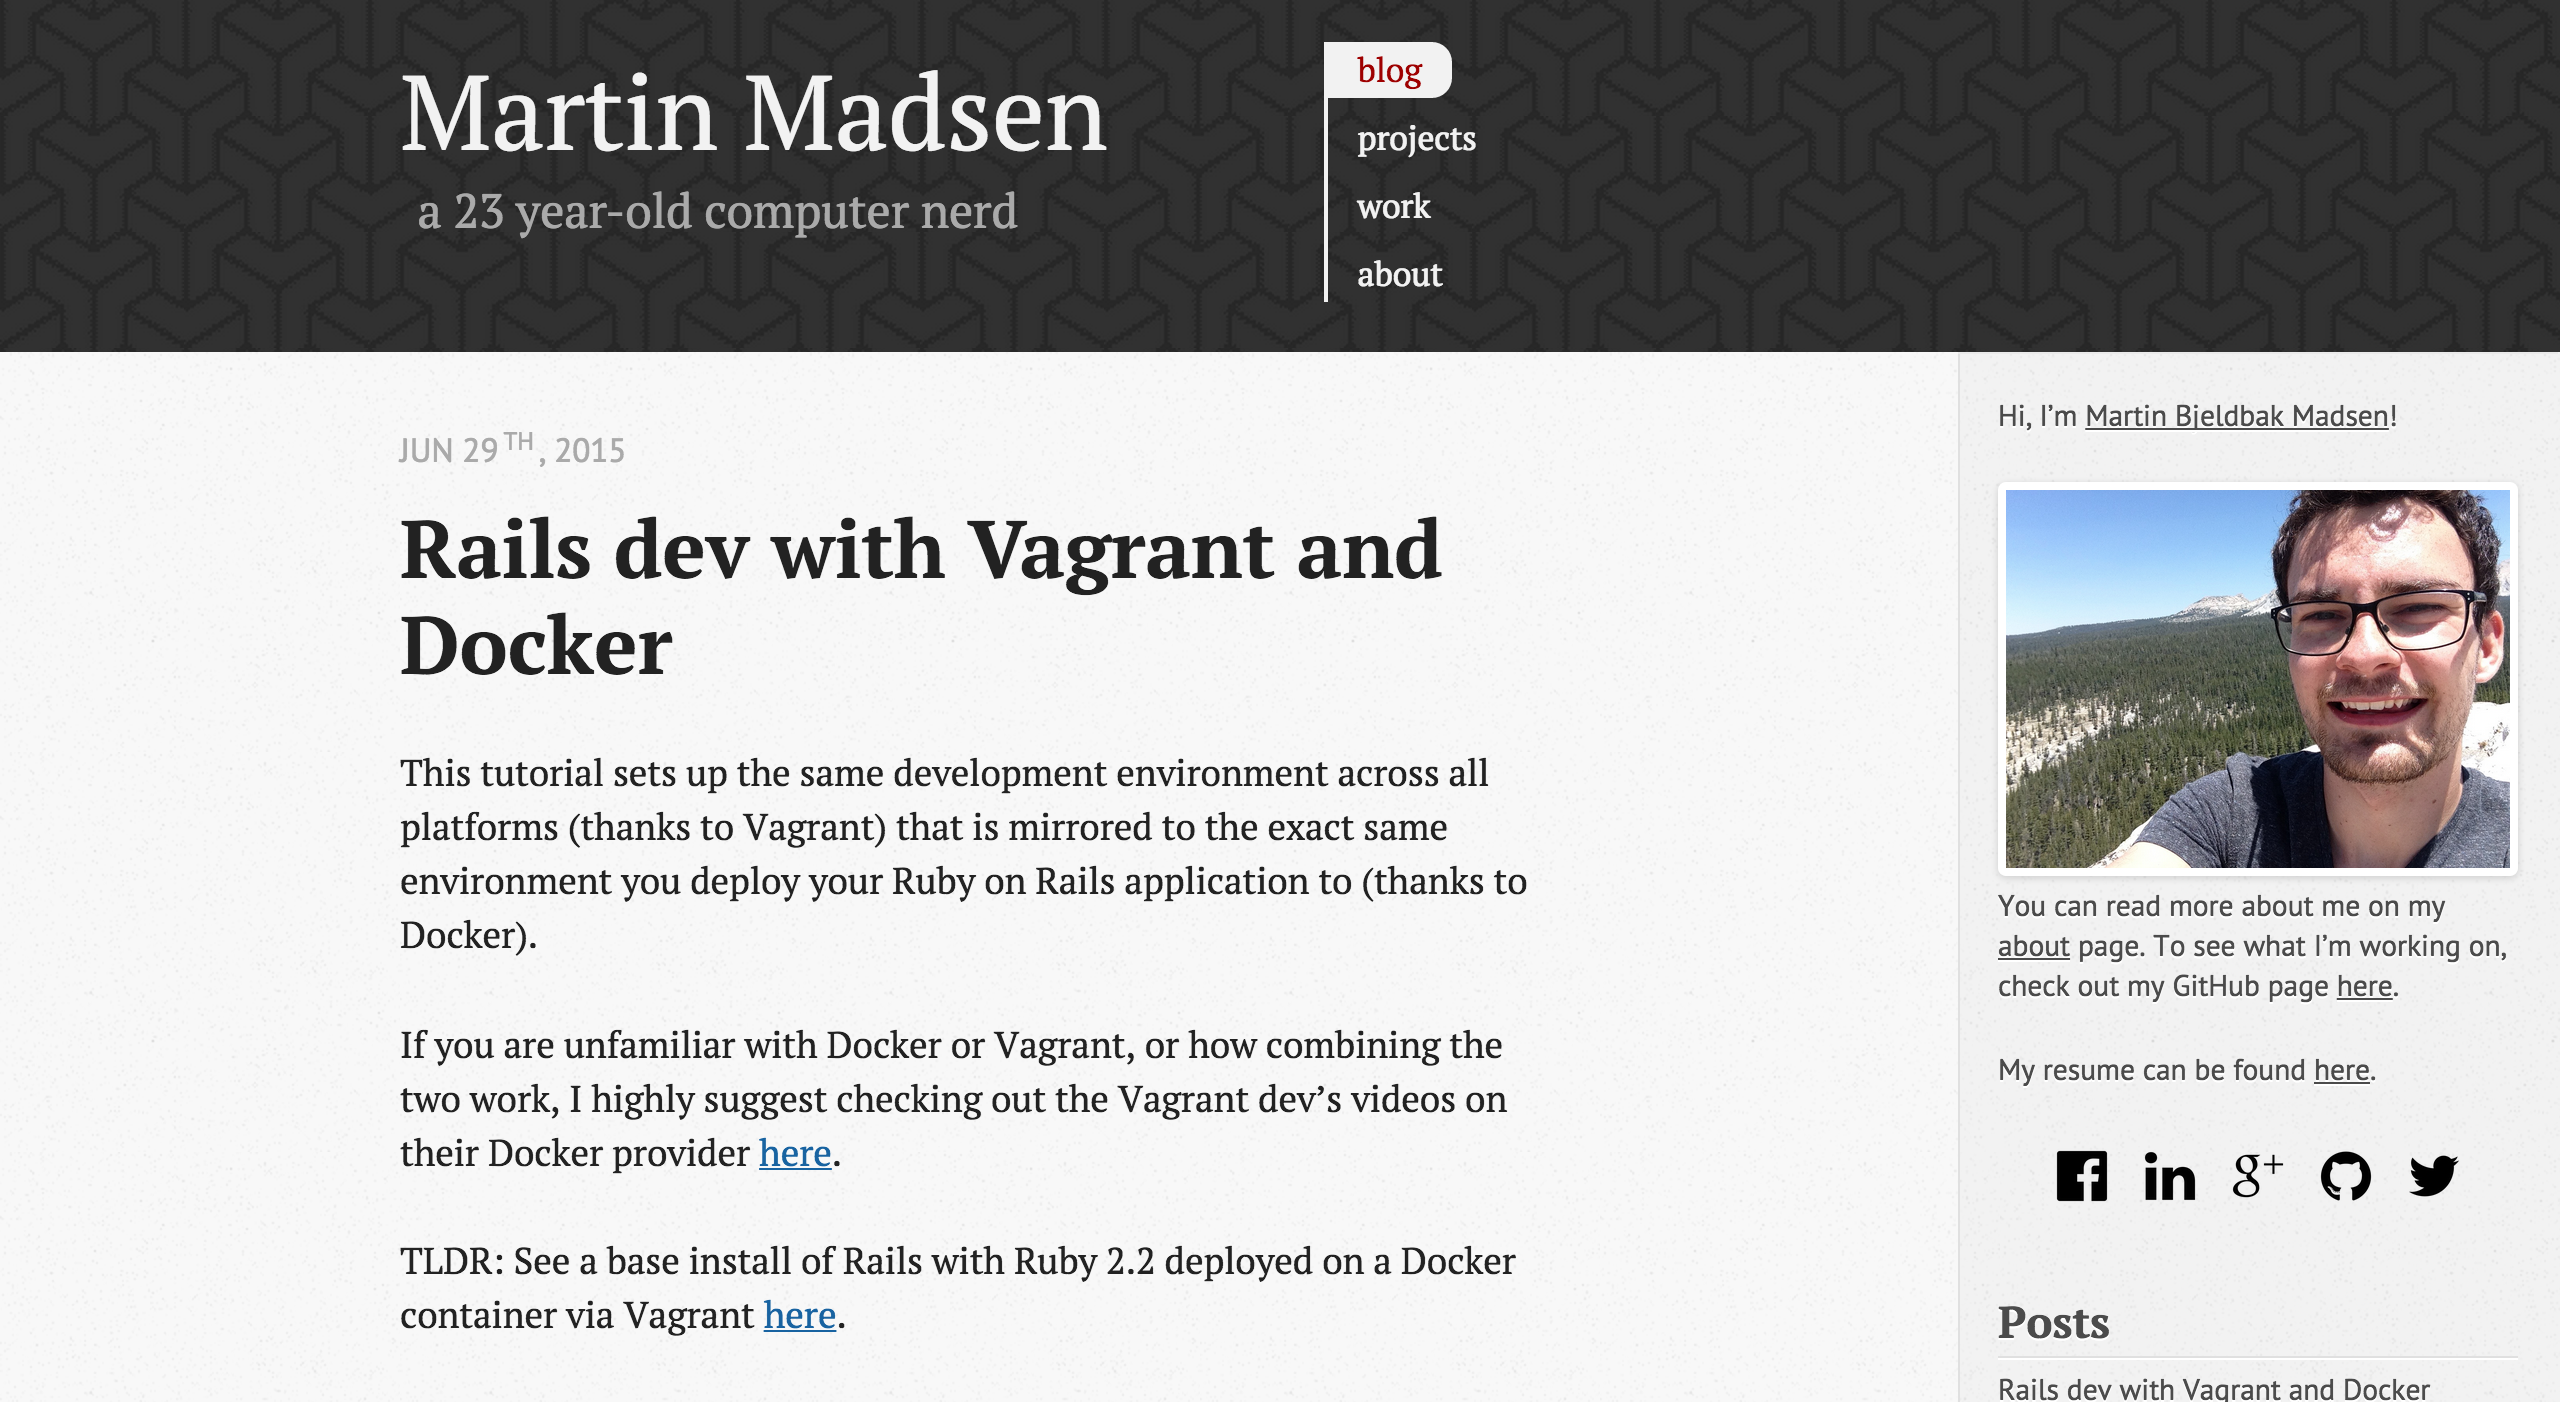 Martin Madsen
a 23 year-old computer nerd
blog
projects
work
about
JUN 29TH, 2015
Rails dev with Vagrant and
Docker
This tutorial sets up the same development environment across all
platforms (thanks to Vagrant) that is mirrored to the exact same
environment you deploy your Ruby on Rails application to (thanks to
Docker).
If you are unfamiliar with Docker or Vagrant, or how combining the
two work, I highly suggest checking out the Vagrant dev’s videos on
their Docker provider here.
TLDR: See a base install of Rails with Ruby 2.2 deployed on a Docker
container via Vagrant here.
Hi, I’m Martin Bjeldbak Madsen!
You can read more about me on my
about page. To see what I’m working on,
check out my GitHub page here.
My resume can be found here.
Posts
Rails dev with Vagrant and Docker